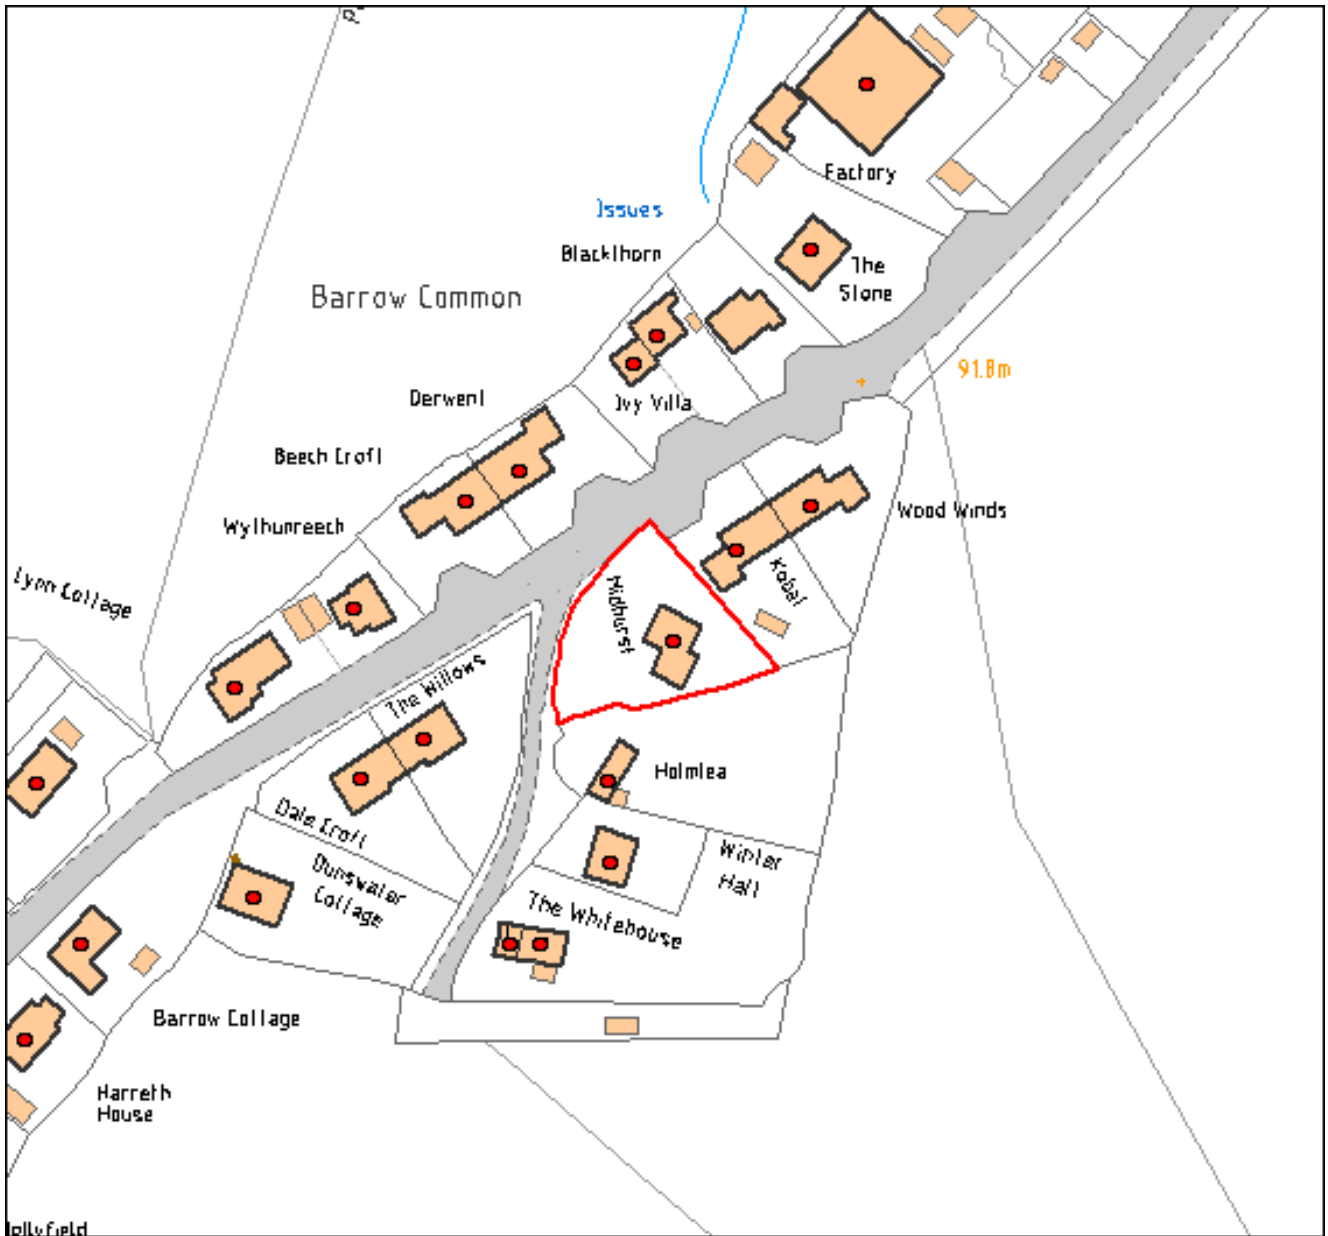 Factory
Issues
Blackthorn
The
Stone
Barrow Common
91.8m
Ivy Villa
Derwent
Beech Croft
Wythunreech
Wood Winds
Kobal
Midhurst
Lynn Cottage
The Willows
Holmlea
Dale Croft
Dunswater
Cottage
Winter
Hall
The Whitehouse
Barrow Cottage
Harreth
House
ollyfield